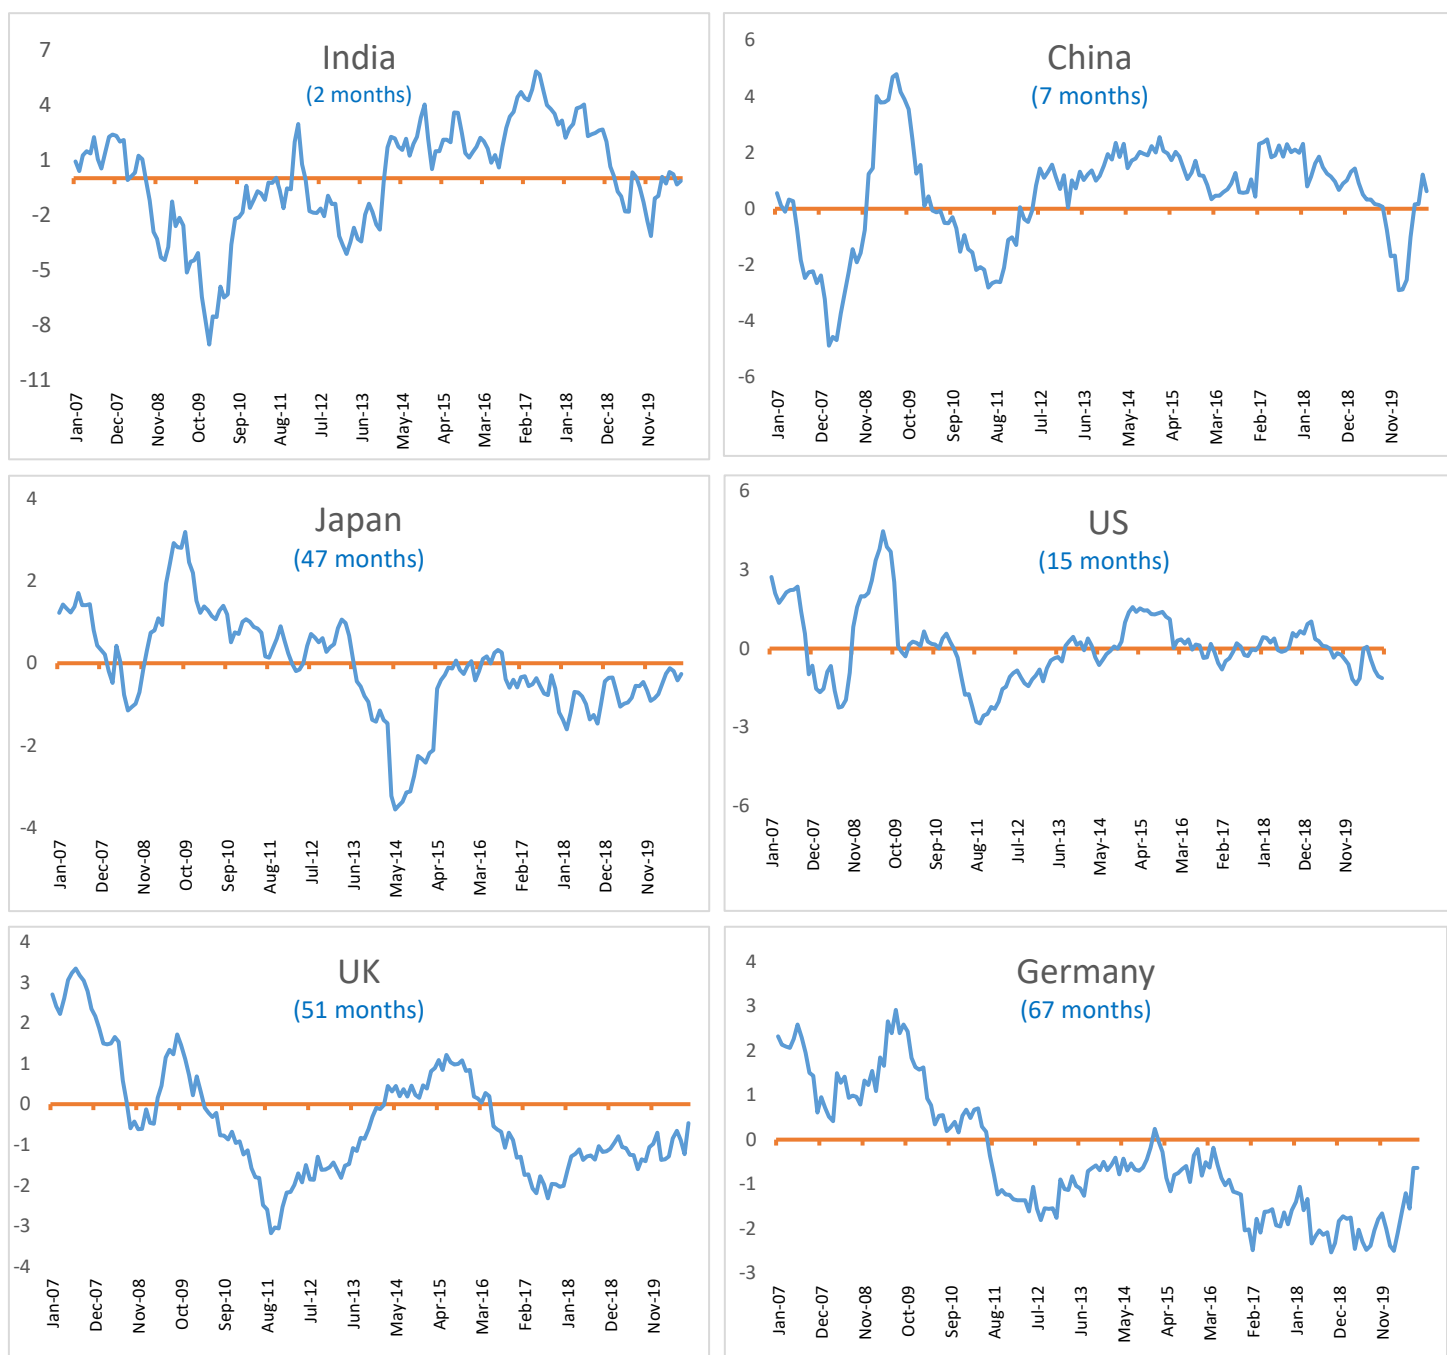 India
(2 months)
7
4
1
-2
-5
-8
-11
Jan-07 Dec-07 Nov-08 Oct-09 Sep-10 Aug-11 Jul-12 Jun-13 May-14 Apr-15 Mar-16 Feb-17 Jan-18 Dec-18 Nov-19
China
(7 months)
6
4
2
0
-2
-4
-6
Jan-07 Dec-07 Nov-08 Oct-09 Sep-10 Aug-11 Jul-12 Jun-13 May-14 Apr-15 Mar-16 Feb-17 Jan-18 Dec-18 Nov-19
Japan
(47 months)
4
2
0
-2
-4
Jan-07 Dec-07 Nov-08 Oct-09 Sep-10 Aug-11 Jul-12 Jun-13 May-14 Apr-15 Mar-16 Feb-17 Jan-18 Dec-18 Nov-19
US
(15 months)
6
3
0
-3
-6
Jan-07 Dec-07 Nov-08 Oct-09 Sep-10 Aug-11 Jul-12 Jun-13 May-14 Apr-15 Mar-16 Feb-17 Jan-18 Dec-18 Nov-19
UK
(51 months)
4
3
2
1
0
-1
-2
-3
-4
Jan-07 Dec-07 Nov-08 Oct-09 Sep-10 Aug-11 Jul-12 Jun-13 May-14 Apr-15 Mar-16 Feb-17 Jan-18 Dec-18 Nov-19
Germany
(67 months)
4
3
2
1
0
-1
-2
-3
Jan-07 Dec-07 Nov-08 Oct-09 Sep-10 Aug-11 Jul-12 Jun-13 May-14 Apr-15 Mar-16 Feb-17 Jan-18 Dec-18 Nov-19